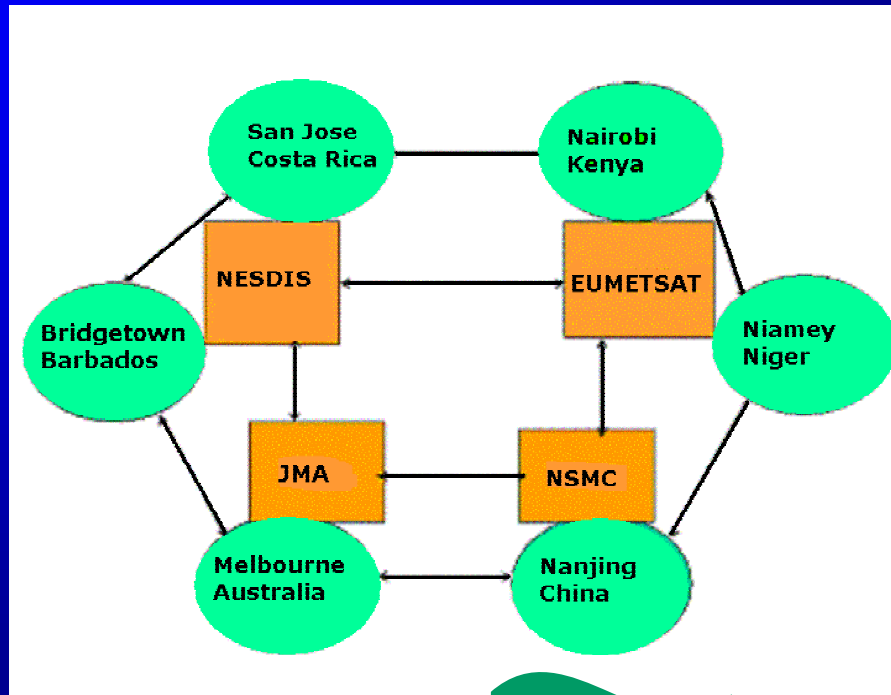 San Jose
Costa Rica
Nairobi
Kenya
NESDIS
EUMETSAT
Bridgetown
Barbados
Niamey
Niger
JMA
NSMC
Melbourne
Australia
Nanjing
China